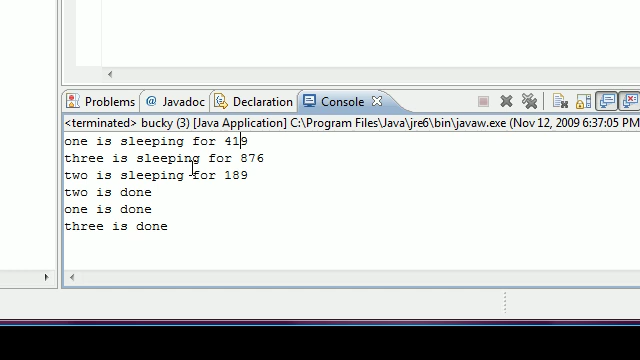 Problems @ Javadoc Declaration Console
<terminated> bucky (3) [Java Application] C:\Program Files\Java\jre6\bin\javaw.exe (Nov 12, 2009 6:37:05 PM
one is sleeping for 419
three is sleeping for 876
two is sleeping for 189
two is done
one is done
three is done